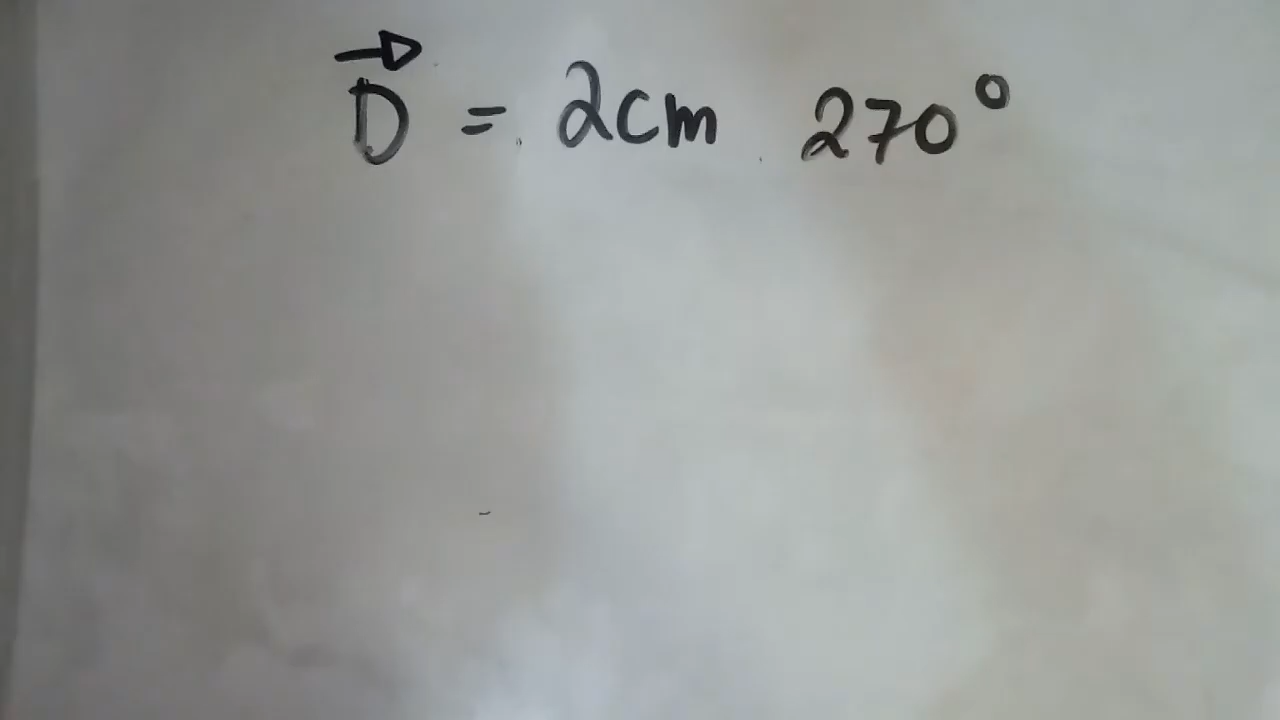 D⃗ = 2cm 270°